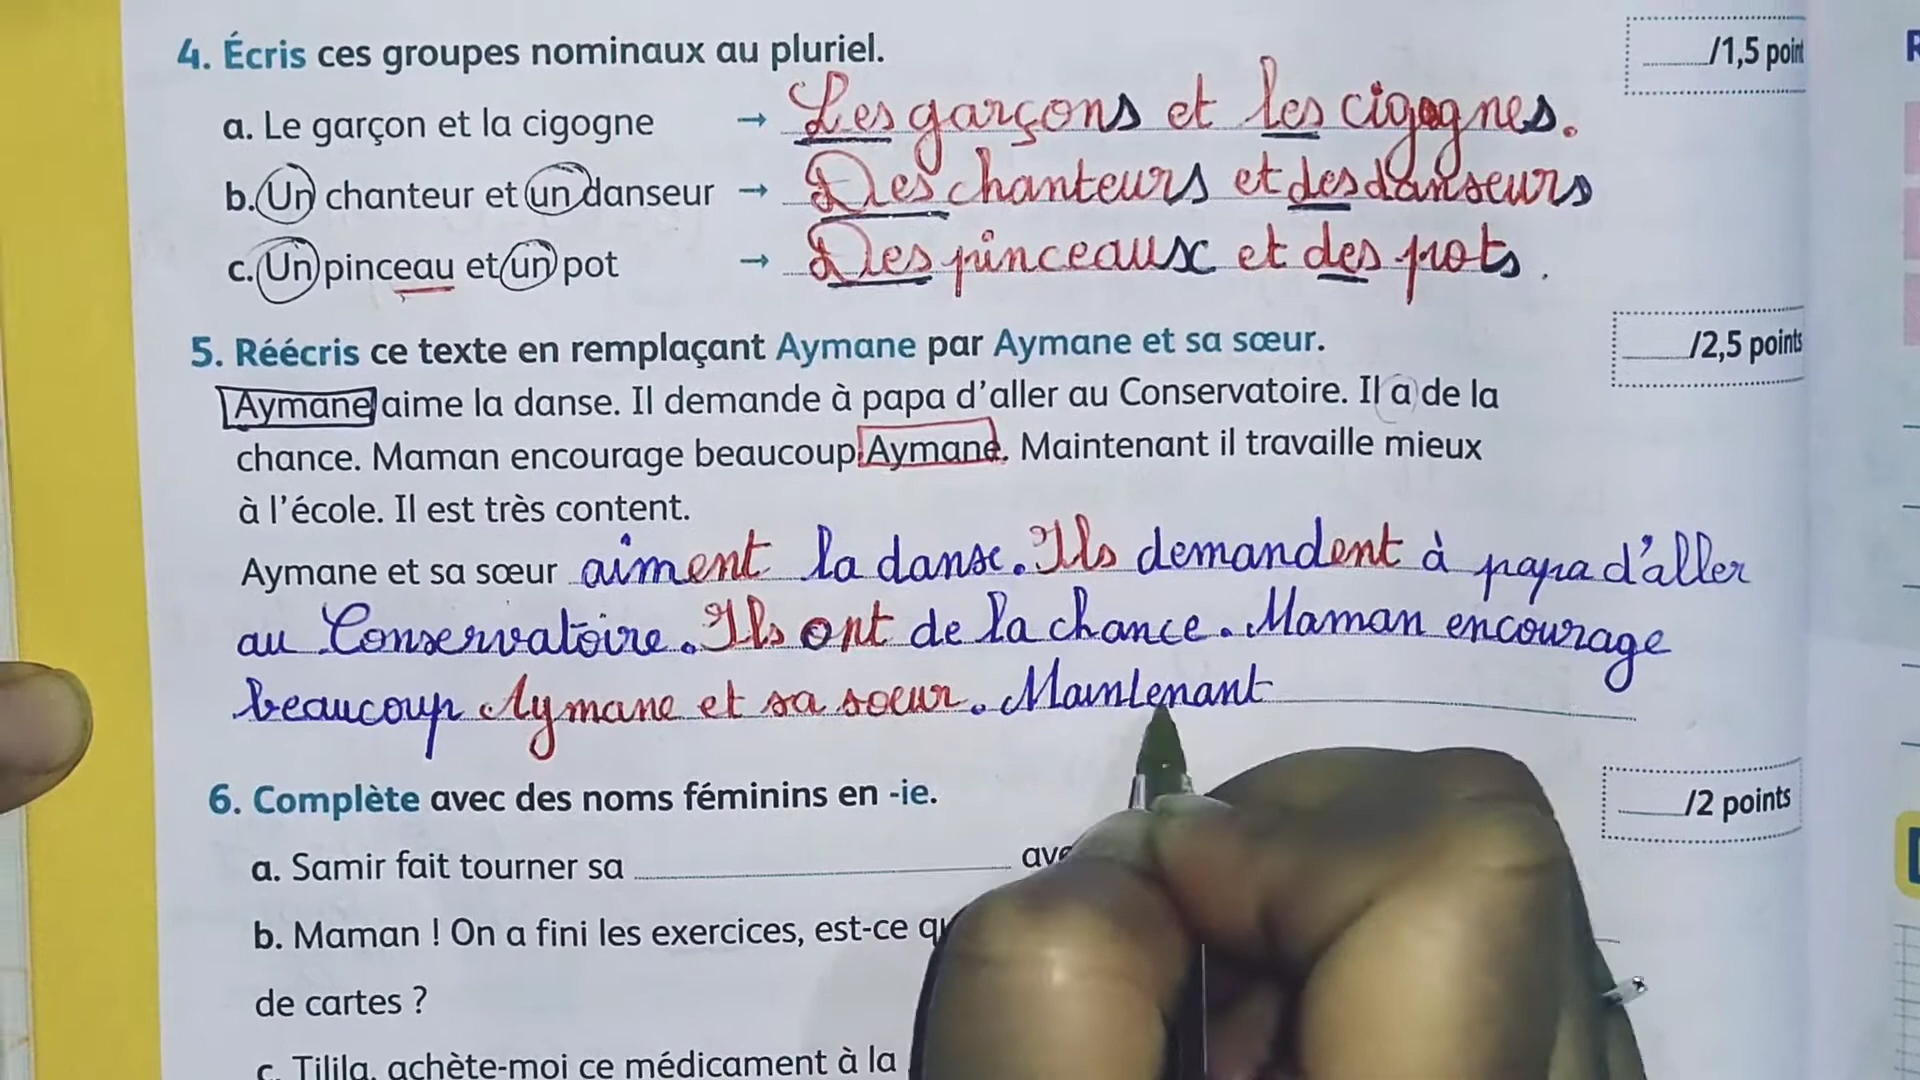 4. Écris ces groupes nominaux au pluriel.
/1,5 point
a. Le garçon et la cigogne → Les garçons et les cigognes.
b. Un chanteur et un danseur → Des chanteurs et des danseurs
c. Un pinceau et un pot → Des pinceaux et des pots.
5. Réécris ce texte en remplaçant Aymane par Aymane et sa sœur.
/2,5 points
Aymane aime la danse. Il demande à papa d'aller au Conservatoire. Il a de la
chance. Maman encourage beaucoup Aymane. Maintenant il travaille mieux
à l'école. Il est très content.
Aymane et sa sœur aiment la danse. Ils demandent à papa d'aller
au Conservatoire. Ils ont de la chance. Maman encourage
beaucoup Aymane et sa soeur. Maintenant
6. Complète avec des noms féminins en -ie.
/2 points
a. Samir fait tourner sa
b. Maman ! On a fini les exercices, est-ce
de cartes ?
c. Tilila, achète-moi ce médicament à la